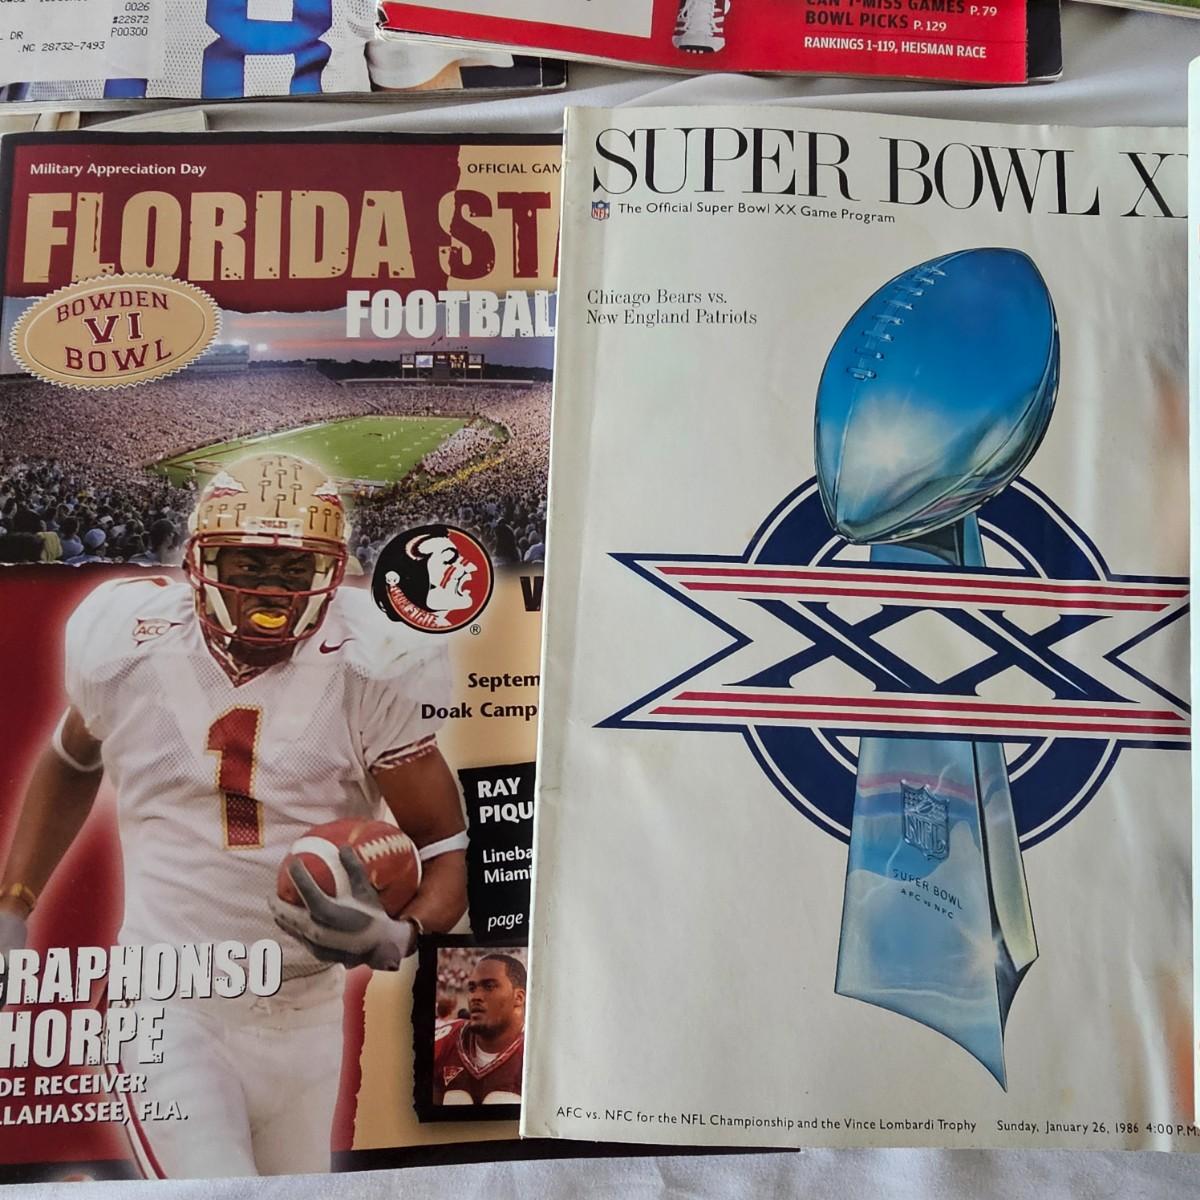 0026
#22872
P00300
DR
NC 28732-7493
CAN'T-MISS GAMES P.79
BOWL PICKS P.129
RANKINGS 1-119, HEISMAN RACE
Military Appreciation Day
OFFICIAL GAM
FLORIDA STA
FOOTBAL
BOWDEN
VI
BOWL
NOLES
ACC
®
Septem
Doak Camp
1
RAY
PIQU
Lineba
Miami
page
CRAPHONSO
HORPE
DE RECEIVER
LLAHASSEE, FLA.
SUPER BOWL X
NFL
The Official Super Bowl XX Game Program
Chicago Bears vs.
New England Patriots
XX
NFL
SUPER BOWL
AFC vs NFC
AFC vs. NFC for the NFL Championship and the Vince Lombardi Trophy Sunday, January 26, 1986 4:00 P.M.